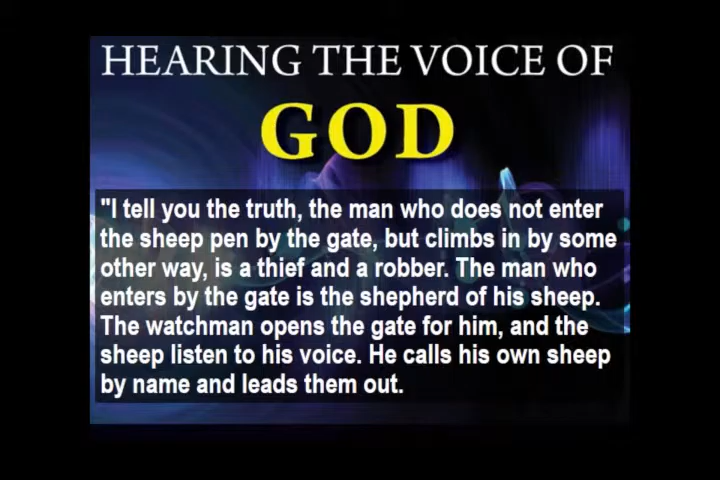 HEARING THE VOICE OF
GOD
"I tell you the truth, the man who does not enter
the sheep pen by the gate, but climbs in by some
other way, is a thief and a robber. The man who
enters by the gate is the shepherd of his sheep.
The watchman opens the gate for him, and the
sheep listen to his voice. He calls his own sheep
by name and leads them out.